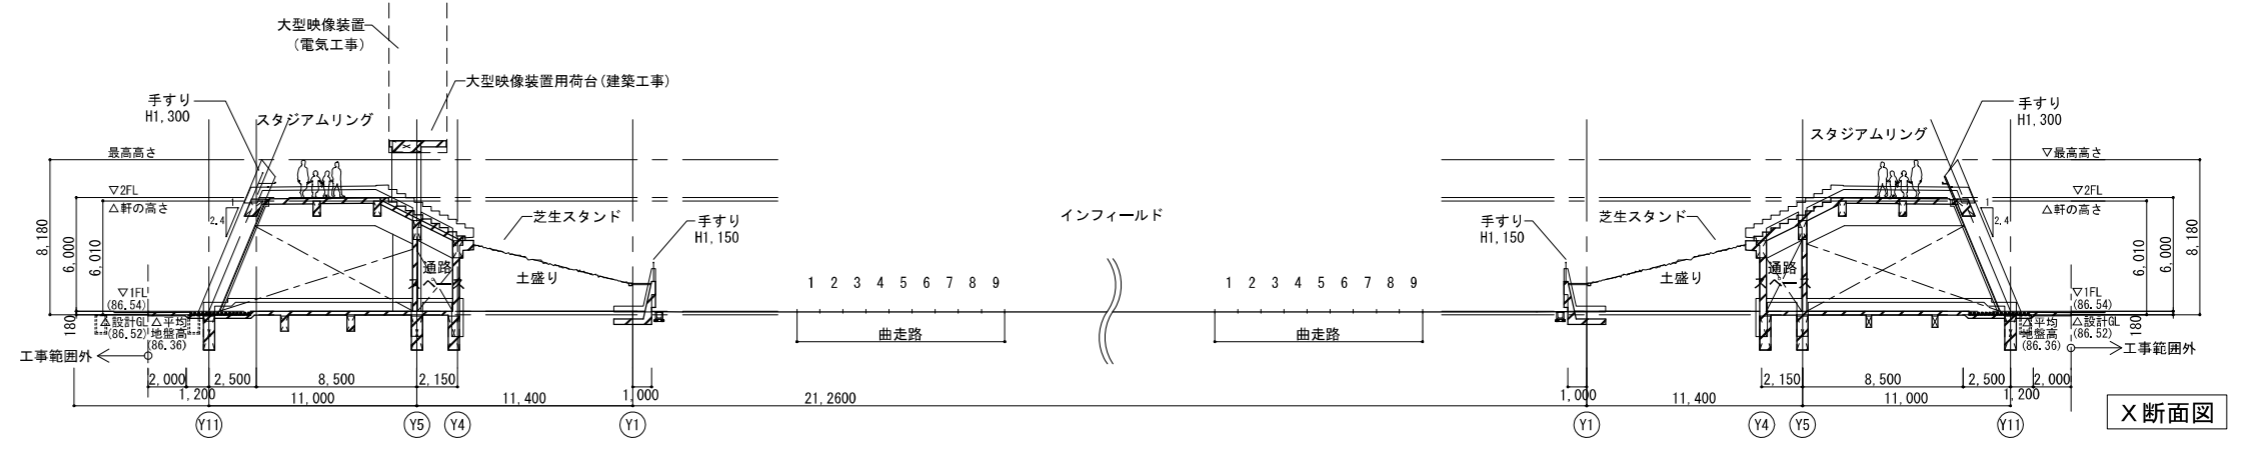 大型映像装置
(電気工事)
大型映像装置用荷台(建築工事)
手すり
H1,300
スタジアムリング
最高高さ
▽2FL
△軒の高さ
1
2.4
8,180
6,000
6,010
180
▽1FL
(86.54)
△設計GL
(86.52)
△平均
地盤高
(86.36)
工事範囲外
通路
芝生スタンド
土盛り
手すり
H1,150
1 2 3 4 5 6 7 8 9
曲走路
インフィールド
1 2 3 4 5 6 7 8 9
曲走路
手すり
H1,150
芝生スタンド
土盛り
通路
スタジアムリング
手すり
H1,300
▽最高高さ
▽2FL
△軒の高さ
1
2.4
6,010
6,000
8,180
180
▽1FL
(86.54)
△平均
地盤高
(86.36)
△設計GL
(86.52)
工事範囲外
2,000 2,500 8,500 2,150
1,200 11,000 11,400 1,000 21,2600
2,150 8,500 2,500 2,000
1,000 11,400 11,000 1,200
Y11 Y5 Y4 Y1 Y1 Y4 Y5 Y11
X断面図